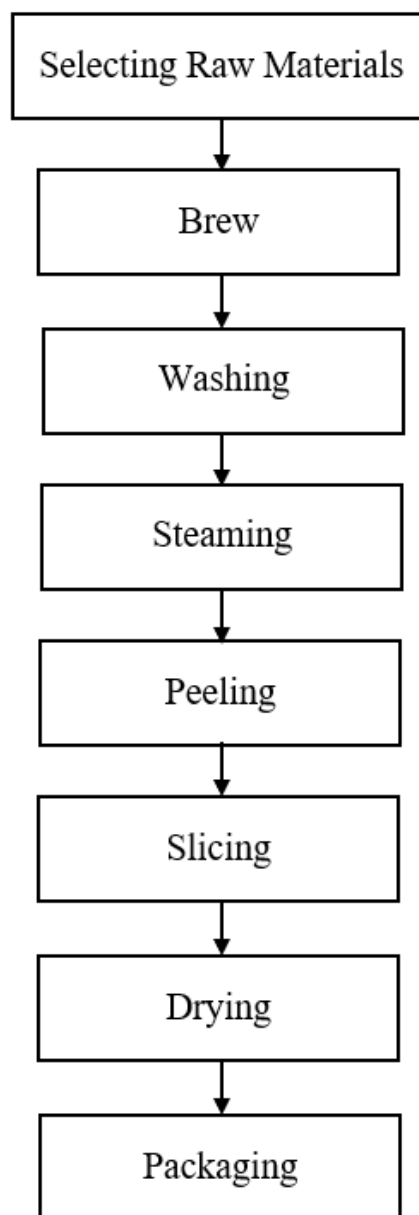 Selecting Raw Materials
Brew
Washing
Steaming
Peeling
Slicing
Drying
Packaging